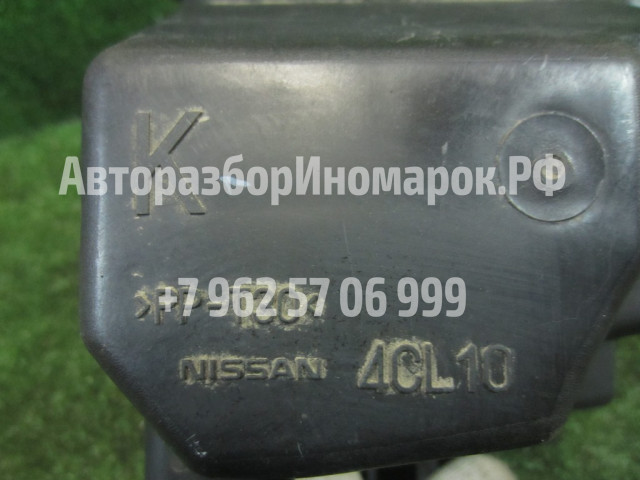 K
АвторазборИномарок.РФ
+7 962 57 06 999
NISSAN 4CL10